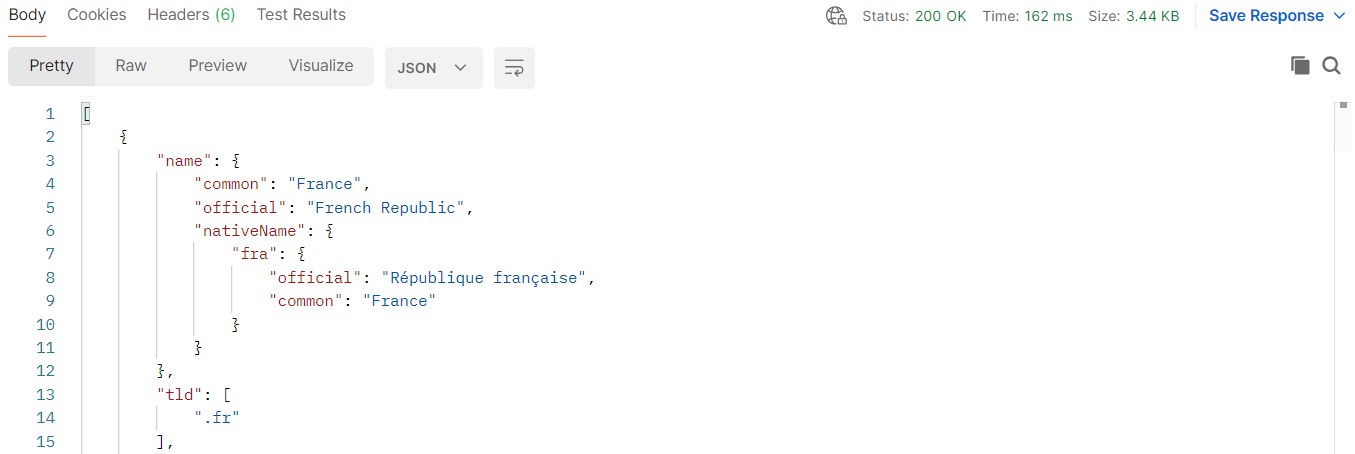 Body Cookies Headers (6) Test Results Status: 200 OK Time: 162 ms Size: 3.44 KB Save Response
Pretty Raw Preview Visualize JSON
1 [
2 {
3 "name": {
4 "common": "France",
5 "official": "French Republic",
6 "nativeName": {
7 "fra": {
8 "official": "République française",
9 "common": "France"
10 }
11 }
12 },
13 "tld": [
14 ".fr"
15 ],